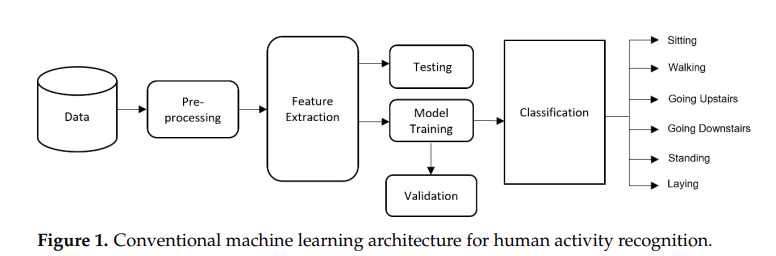 Data
Pre-
processing
Feature
Extraction
Testing
Model
Training
Validation
Classification
Sitting
Walking
Going Upstairs
Going Downstairs
Standing
Laying
Figure 1. Conventional machine learning architecture for human activity recognition.